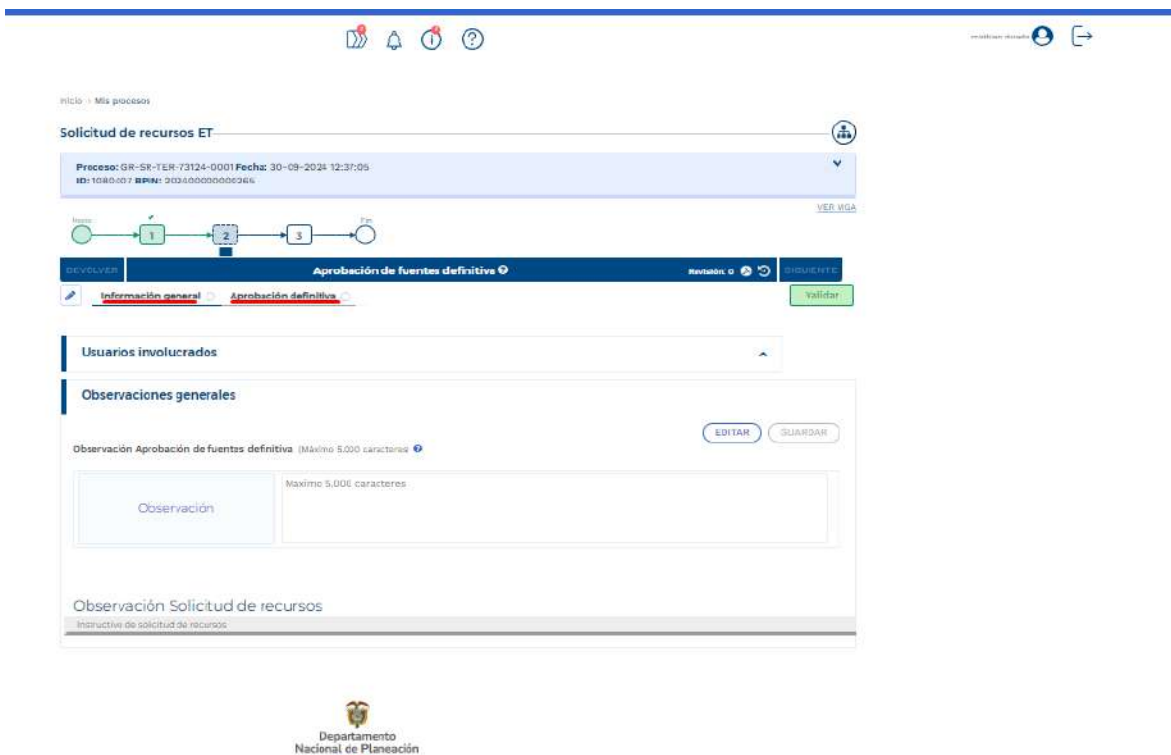 Inicio > Mis procesos
Solicitud de recursos ET
Proceso: GR-SR-TER-73124-0001 Fecha: 30-09-2024 12:37:05
VER MGA
Inicio
1
2
3
Fin
DEVOLVER
Aprobación de fuentes definitiva
Revisión: 0
SIGUIENTE
Información general
Aprobación definitiva
Validar
Usuarios involucrados
Observaciones generales
EDITAR
GUARDAR
Observación Aprobación de fuentes definitiva (Máximo 5.000 caracteres
Observación
Maximo 5.000 caracteres
Observación Solicitud de recursos
Instructivo de solicitud de recursos
Departamento
Nacional de Planeación